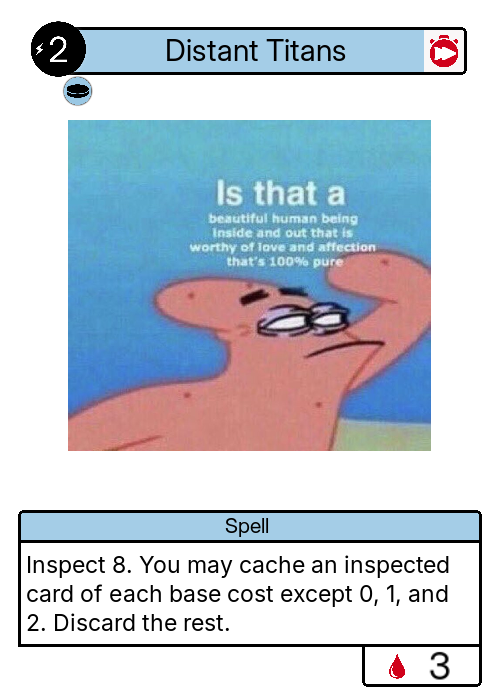 2
Distant Titans
Is that a
beautiful human being
inside and out that is
worthy of love and affection
that's 100% pure
Spell
Inspect 8. You may cache an inspected
card of each base cost except 0, 1, and
2. Discard the rest.
3